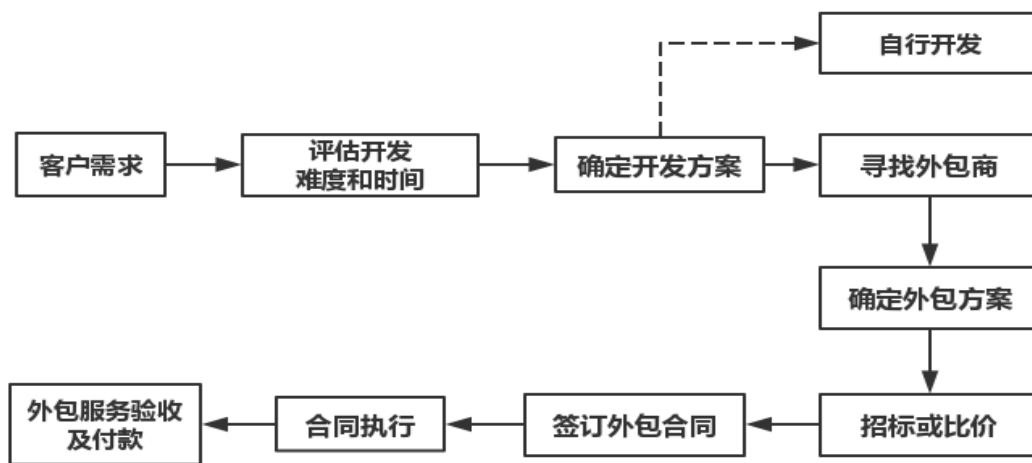 自行开发
客户需求
评估开发
难度和时间
确定开发方案
寻找外包商
确定外包方案
招标或比价
签订外包合同
合同执行
外包服务验收
及付款